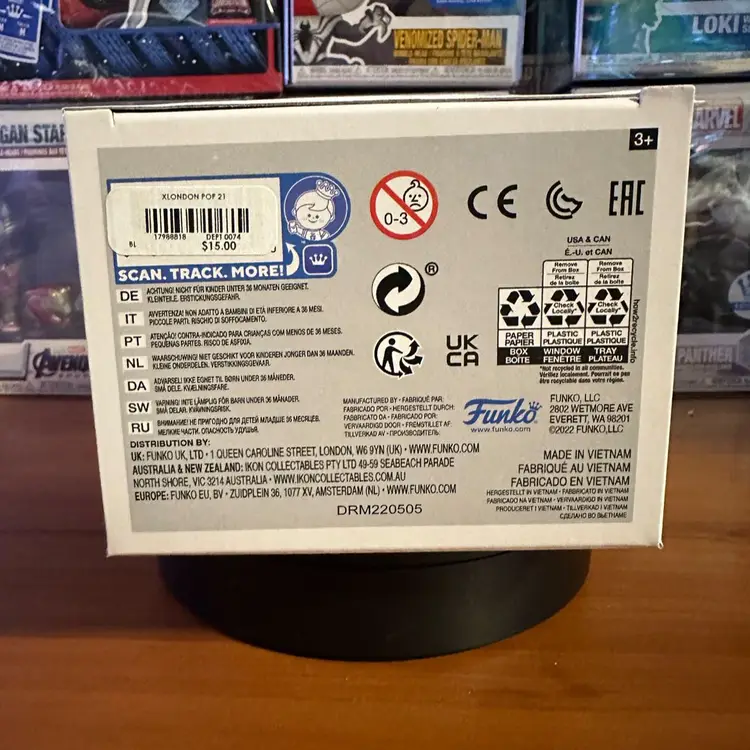 VENOMIZED SPIDER-MAN
LOKI
GAN STAR
MARVEL
AVENG
PANTHER
3+
XLONDON POP 21
17988818 DEPT 0074
$15.00
SCAN. TRACK. MORE!
0-3
CE
EAC
UK
CA
®
USA & CAN
É.-U. et CAN
Remove From Box
Retirez de la boîte
Remove From Box
Retirez de la boîte
Check Locally*
Check Locally*
PAPER
PAPIER
BOX
BOÎTE
PLASTIC
PLASTIQUE
WINDOW
FENÊTRE
PLASTIC
PLASTIQUE
TRAY
PLATEAU
*Not recycled in all communities.
Vérifiez localement. Pourrait ne pas
être recyclable dans votre région.
how2recycle.info
DE ACHTUNG! NICHT FÜR KINDER UNTER 36 MONATEN GEEIGNET.
KLEINTEILE. ERSTICKUNGSGEFAHR.
IT AVVERTENZA! NON ADATTO A BAMBINI DI ETÀ INFERIORE A 36 MESI.
PICCOLE PARTI. RISCHIO DI SOFFOCAMENTO.
PT ATENÇÃO! CONTRA-INDICADO PARA CRIANÇAS COM MENOS DE 36 MESES.
PEQUENAS PARTES. RISCO DE ASFIXIA.
NL WAARSCHUWING! NIET GESCHIKT VOOR KINDEREN JONGER DAN 36 MAANDEN.
KLEINE ONDERDELEN. VERSTIKKINGSGEVAAR.
DA ADVARSEL! IKKE EGNET TIL BØRN UNDER 36 MÅNEDER.
SMÅ DELE. KVÆLNINGSFARE.
SW VARNING! INTE LÄMPLIG FÖR BARN UNDER 36 MÅNADER.
SMÅ DELAR. KVÄVNINGSRISK.
RU ВНИМАНИЕ! НЕ ПРИГОДНО ДЛЯ ДЕТЕЙ МЛАДШЕ 36 МЕСЯЦЕВ.
МЕЛКИЕ ЧАСТИ. ОПАСНОСТЬ УДУШЬЯ.
MANUFACTURED BY • FABRIQUÉ PAR:
FABRICADO POR • HERGESTELLT DURCH:
FABBRICATO DA • FABRICADO POR:
VERVAARDIGD DOOR • FREMSTILLET AF
TILLVERKAD AV • ПРОИЗВОДИТЕЛЬ:
Funko
www.funko.com
FUNKO, LLC
2802 WETMORE AVE
EVERETT, WA 98201
©2022 FUNKO, LLC
DISTRIBUTION BY:
UK: FUNKO UK, LTD • 1 QUEEN CAROLINE STREET, LONDON, W6 9YN (UK) • WWW.FUNKO.COM
AUSTRALIA & NEW ZEALAND: IKON COLLECTABLES PTY LTD 49-59 SEABEACH PARADE
NORTH SHORE, VIC 3214 AUSTRALIA • WWW.IKONCOLLECTABLES.COM.AU
EUROPE: FUNKO EU, BV • ZUIDPLEIN 36, 1077 XV, AMSTERDAM (NL) • WWW.FUNKO.COM
DRM220505
MADE IN VIETNAM
FABRIQUÉ AU VIETNAM
FABRICADO EN VIETNAM
HERGESTELLT IN VIETNAM • FABBRICATO IN VIETNAM
FABRICADO NA VIETNAM • VERVAARDIGD IN VIETNAM
PRODUCERET I VIETNAM • TILLVERKAD I VIETNAM
СДЕЛАНО ВО ВЬЕТНАМЕ